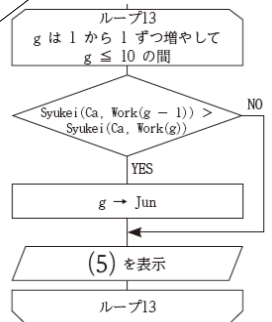 ループ13
g は 1 から 1 ずつ増やして
g ≦ 10 の間
Syukei(Ca, Work(g － 1)) ＞
Syukei(Ca, Work(g))
NO
YES
g → Jun
(5) を表示
ループ13